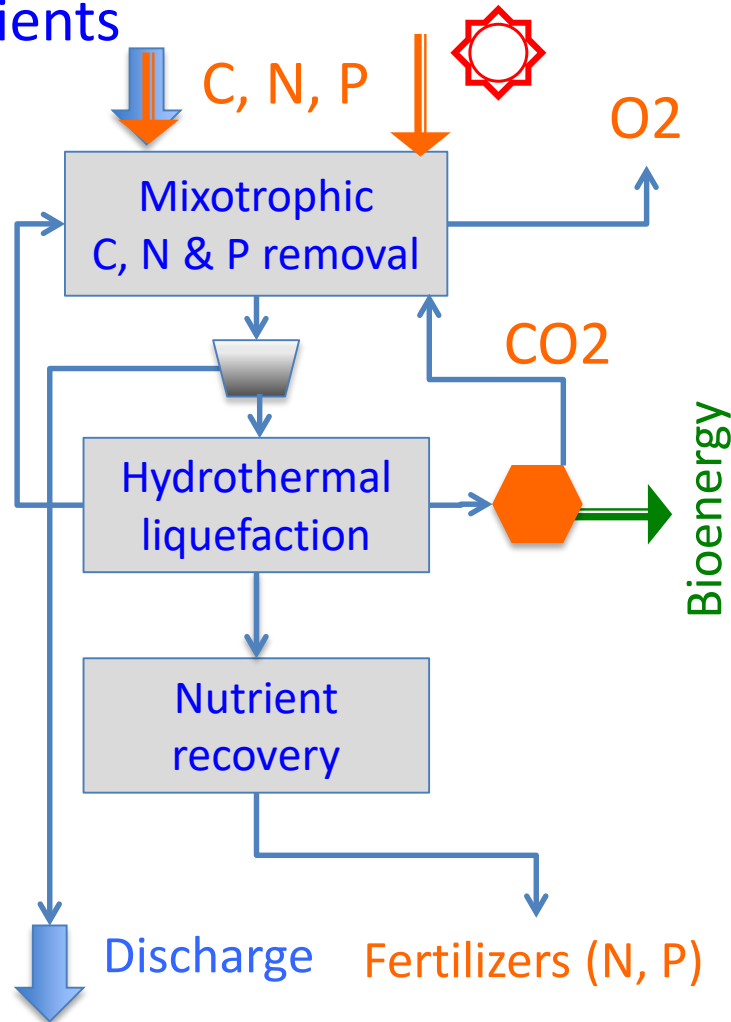 ients
C, N, P
O2
Mixotrophic
C, N & P removal
CO2
Hydrothermal
liquefaction
Bioenergy
Nutrient
recovery
Discharge
Fertilizers (N, P)